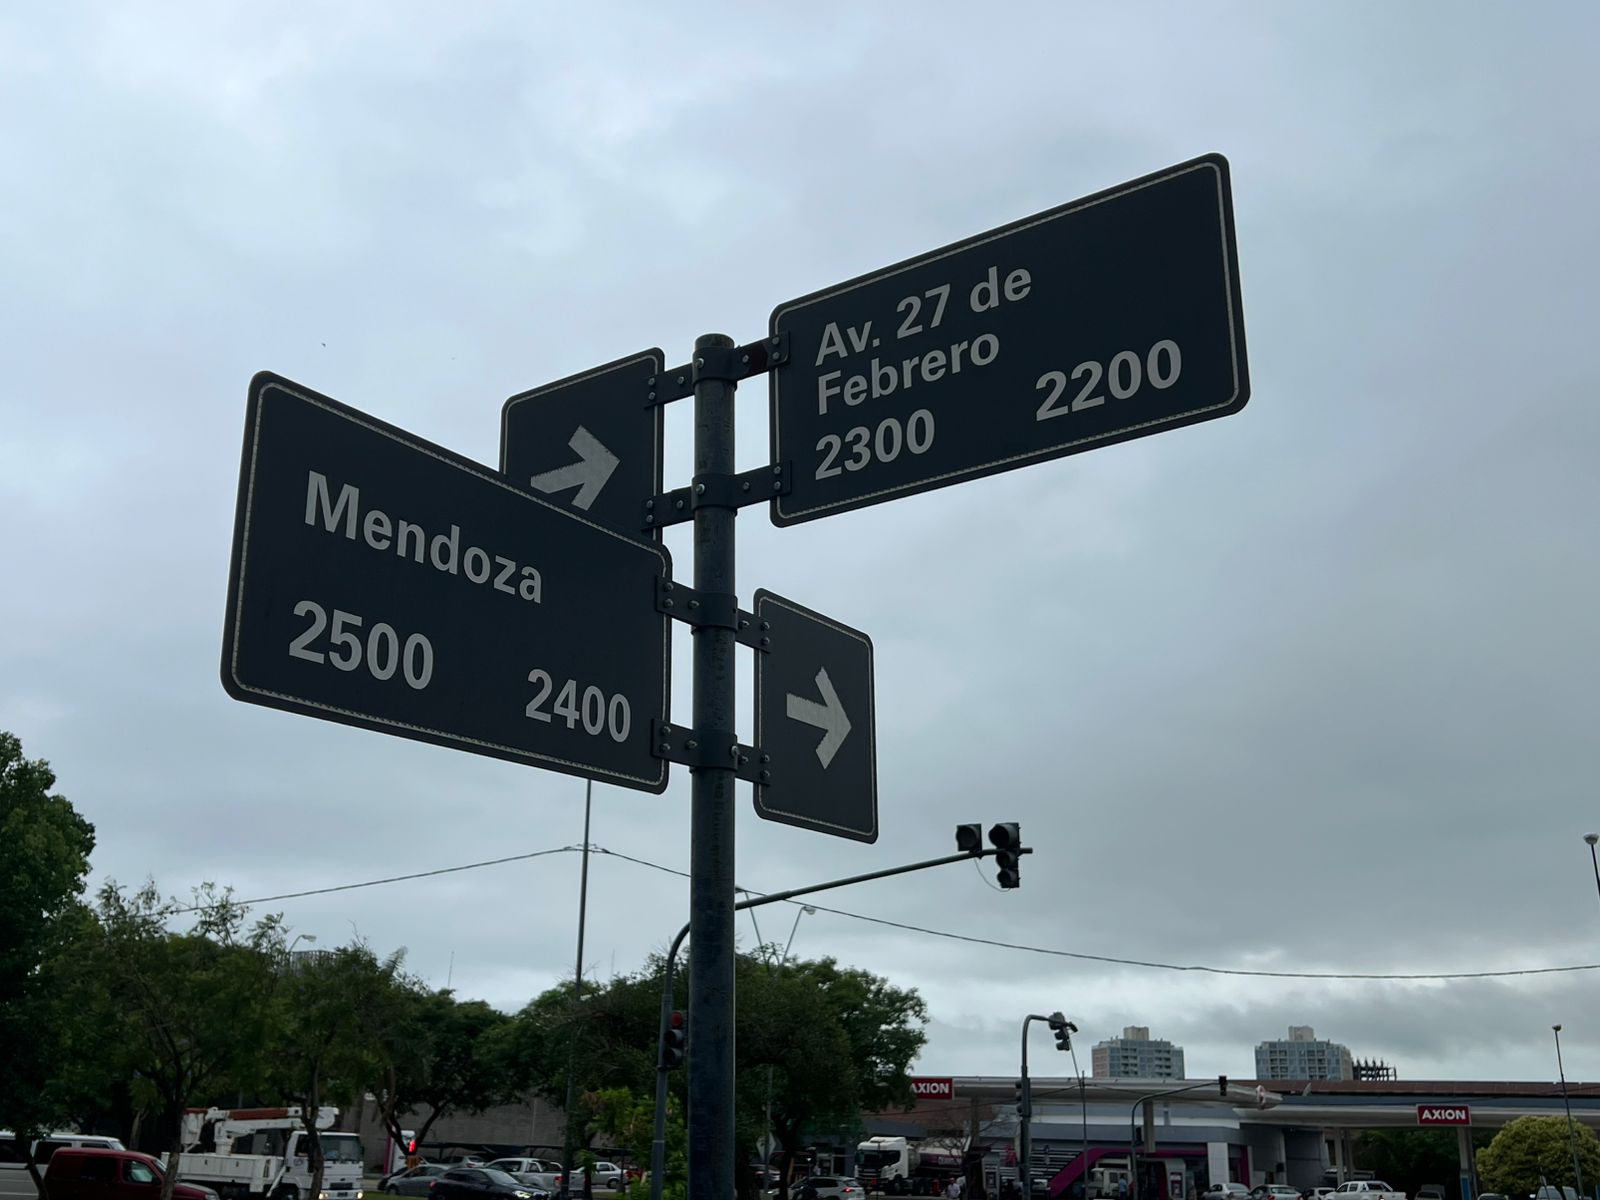 Av. 27 de
Febrero
2300 2200
Mendoza
2500 2400
AXION
AXION